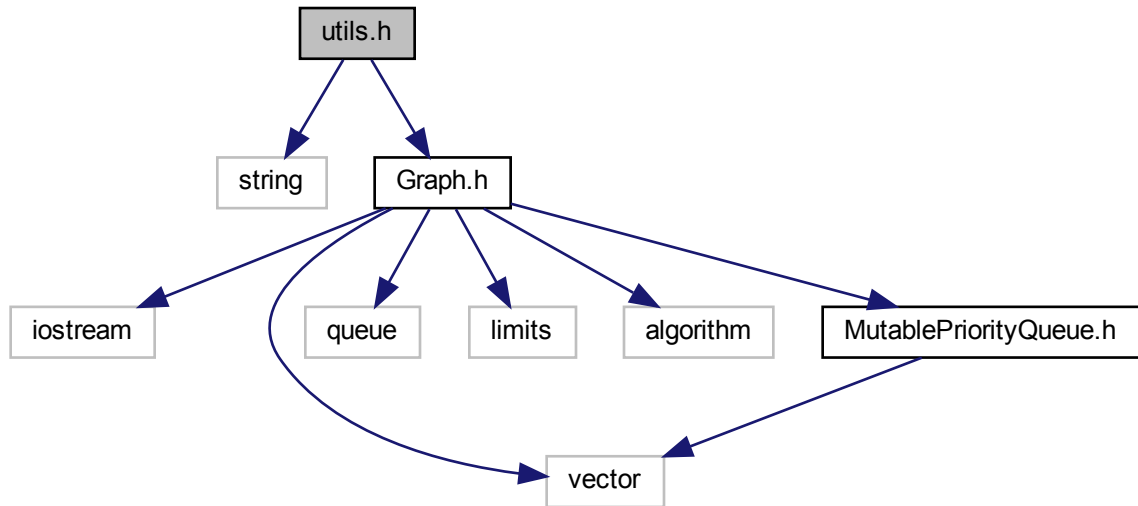 utils.h
string
Graph.h
iostream
queue
limits
algorithm
MutablePriorityQueue.h
vector